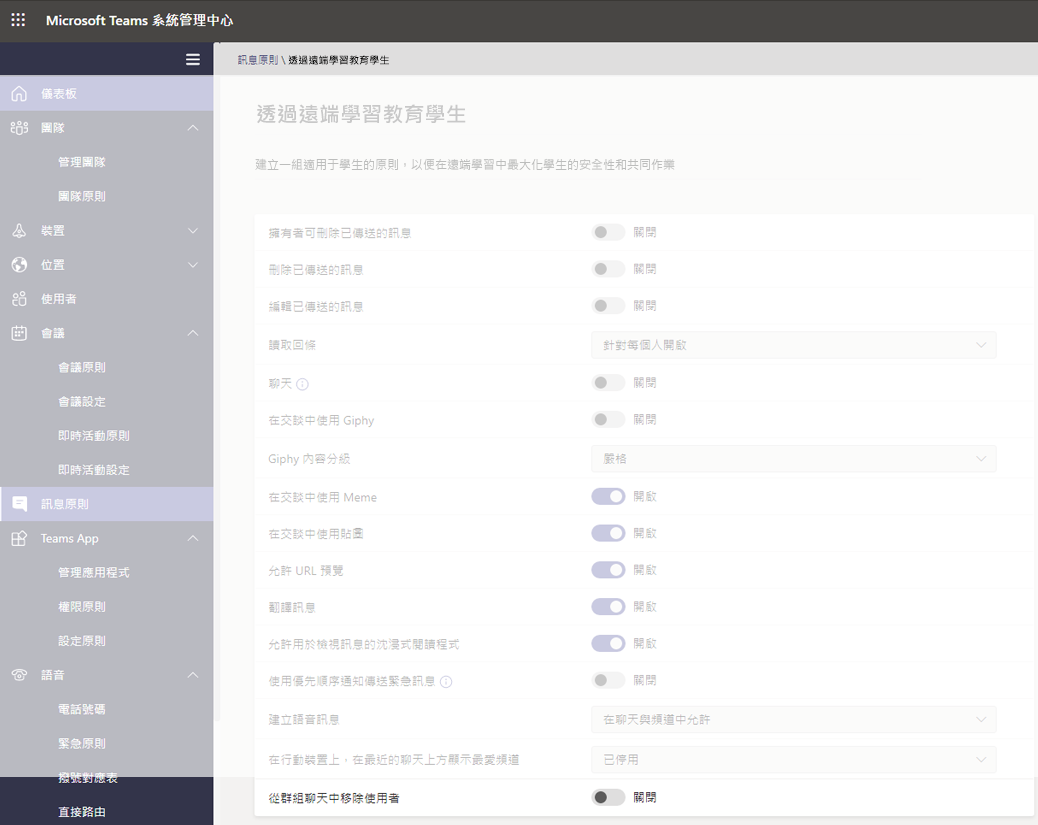 Microsoft Teams 系統管理中心
訊息原則 \ 透過遠端學習教育學生
儀表板
團隊
管理團隊
團隊原則
裝置
位置
使用者
會議
會議原則
會議設定
即時活動原則
即時活動設定
訊息原則
Teams App
管理應用程式
權限原則
設定原則
語音
電話號碼
緊急原則
撥號對應表
直接路由
透過遠端學習教育學生
建立一組適用于學生的原則，以便在遠端學習中最大化學生的安全性和共同作業
擁有者可刪除已傳送的訊息 關閉
刪除已傳送的訊息 關閉
編輯已傳送的訊息 關閉
讀取回條 針對每個人開啟
聊天 關閉
在交談中使用 Giphy 關閉
Giphy 內容分級 嚴格
在交談中使用 Meme 開啟
在交談中使用貼圖 開啟
允許 URL 預覽 開啟
翻譯訊息 開啟
允許用於檢視訊息的沈浸式閱讀程式 開啟
使用優先順序通知傳送緊急訊息 關閉
建立語音訊息 在聊天與頻道中允許
在行動裝置上，在最近的聊天上方顯示最愛頻道 已停用
從群組聊天中移除使用者 關閉